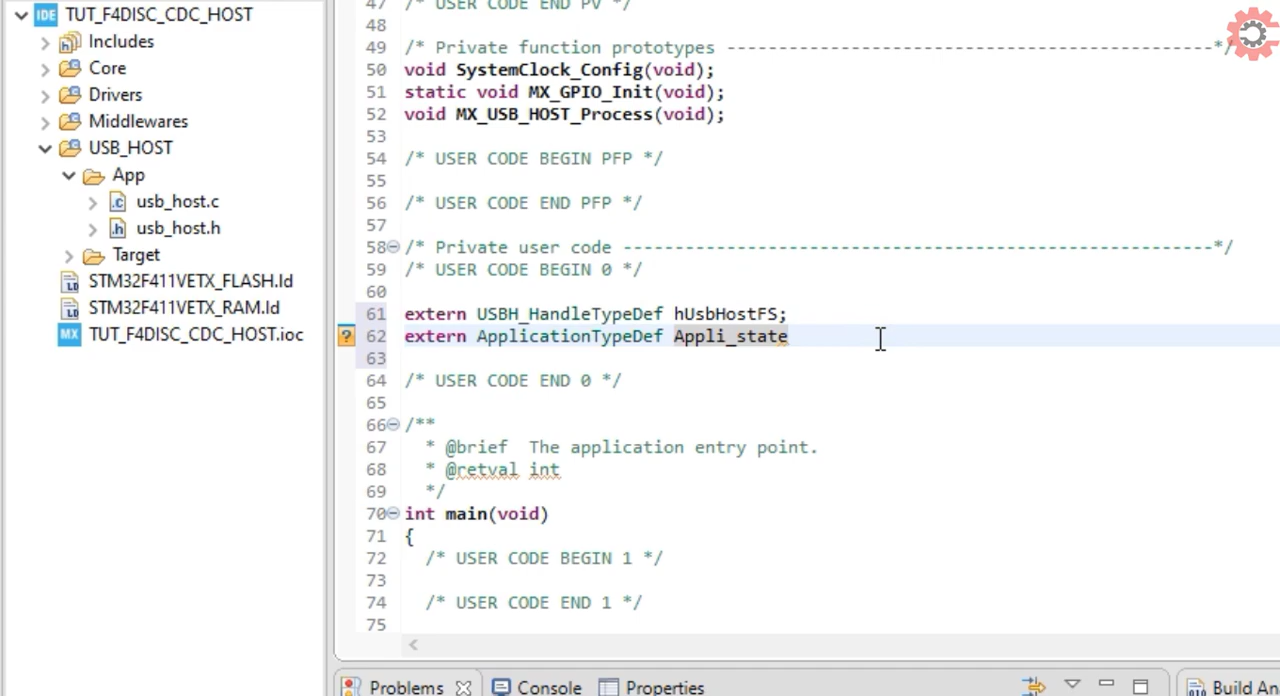 TUT_F4DISC_CDC_HOST
Includes
Core
Drivers
Middlewares
USB_HOST
App
usb_host.c
usb_host.h
Target
STM32F411VETX_FLASH.ld
STM32F411VETX_RAM.ld
TUT_F4DISC_CDC_HOST.ioc
47 /* USER CODE END PV */
48
49 /* Private function prototypes -----------------------------------------------*/
50 void SystemClock_Config(void);
51 static void MX_GPIO_Init(void);
52 void MX_USB_HOST_Process(void);
53
54 /* USER CODE BEGIN PFP */
55
56 /* USER CODE END PFP */
57
58 /* Private user code ---------------------------------------------------------*/
59 /* USER CODE BEGIN 0 */
60
61 extern USBH_HandleTypeDef hUsbHostFS;
62 extern ApplicationTypeDef Appli_state
63
64 /* USER CODE END 0 */
65
66 /**
67 * @brief  The application entry point.
68 * @retval int
69 */
70 int main(void)
71 {
72 /* USER CODE BEGIN 1 */
73
74 /* USER CODE END 1 */
75
Problems Console Properties Build An